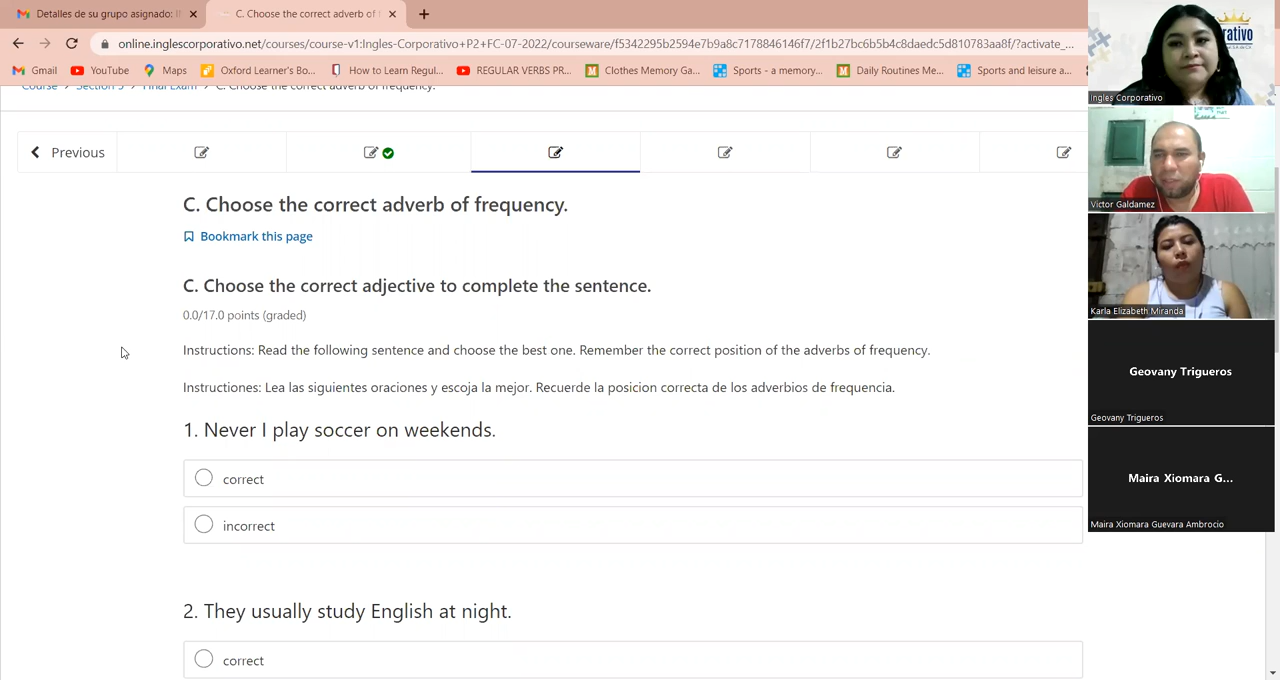 Detalles de su grupo asignado: I
C. Choose the correct adverb of f
online.inglescorporativo.net/courses/course-v1:Ingles-Corporativo+P2+FC-07-2022/courseware/f5342295b2594e7b9a8c7178846146f7/2f1b27bc6b5b4c8daedc5d810783aa8f/?activate_...
Gmail YouTube Maps Oxford Learner's Bo... How to Learn Regul... REGULAR VERBS PR... Clothes Memory Ga... Sports - a memory... Daily Routines Me... Sports and leisure a...
Course > Section 5 > Final Exam > C. Choose the correct adverb of frequency.
Previous
C. Choose the correct adverb of frequency.
Bookmark this page
C. Choose the correct adjective to complete the sentence.
0.0/17.0 points (graded)
Instructions: Read the following sentence and choose the best one. Remember the correct position of the adverbs of frequency.
Instructiones: Lea las siguientes oraciones y escoja la mejor. Recuerde la posicion correcta de los adverbios de frequencia.
1. Never I play soccer on weekends.
correct
incorrect
2. They usually study English at night.
correct
orativo
Ingles Corporativo
Victor Galdamez
Karla Elizabeth Miranda
Geovany Trigueros
Geovany Trigueros
Maira Xiomara G...
Maira Xiomara Guevara Ambrocio